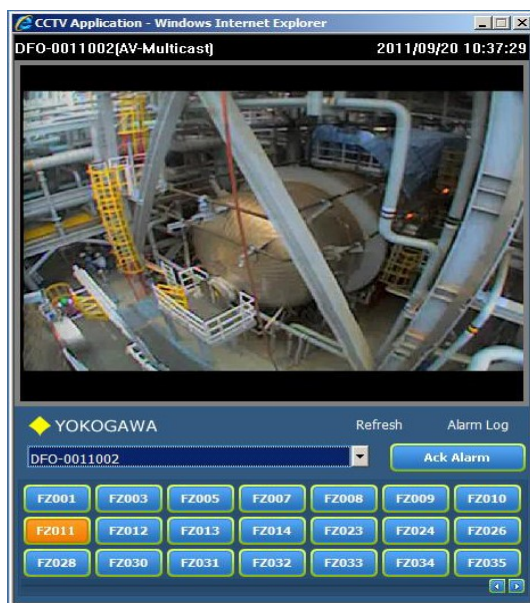 CCTV Application - Windows Internet Explorer
DFO-0011002(AV-Multicast) 2011/09/20 10:37:29
YOKOGAWA Refresh Alarm Log
DFO-0011002 Ack Alarm
FZ001 FZ003 FZ005 FZ007 FZ008 FZ009 FZ010
FZ011 FZ012 FZ013 FZ014 FZ023 FZ024 FZ026
FZ028 FZ030 FZ031 FZ032 FZ033 FZ034 FZ035